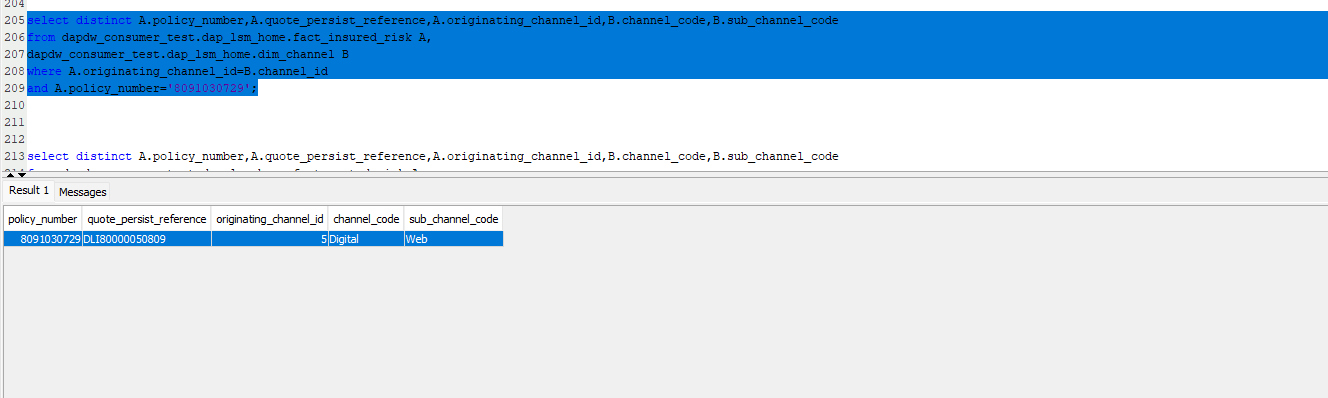 204
205 select distinct A.policy_number,A.quote_persist_reference,A.originating_channel_id,B.channel_code,B.sub_channel_code
206 from dapdw_consumer_test.dap_lsm_home.fact_insured_risk A,
207 dapdw_consumer_test.dap_lsm_home.dim_channel B
208 where A.originating_channel_id=B.channel_id
209 and A.policy_number='8091030729';
210
211
212
213 select distinct A.policy_number,A.quote_persist_reference,A.originating_channel_id,B.channel_code,B.sub_channel_code
Result 1 Messages
policy_number quote_persist_reference originating_channel_id channel_code sub_channel_code
8091030729 DLI80000050809 5 Digital Web